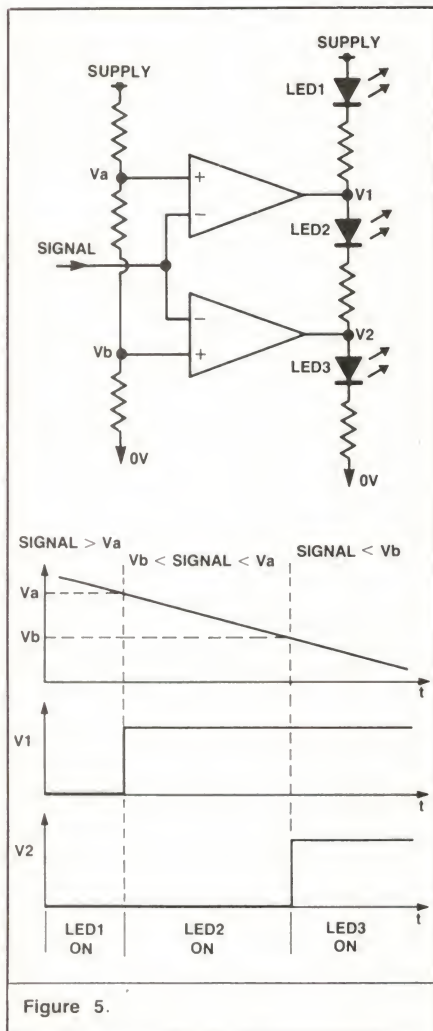 SUPPLY
SUPPLY
LED1
Va
+
−
V1
LED2
SIGNAL
−
+
V2
Vb
LED3
0V
0V
SIGNAL > Va
Vb < SIGNAL < Va
SIGNAL < Vb
Va
Vb
t
V1
t
V2
t
LED1 ON
LED2 ON
LED3 ON
Figure 5.